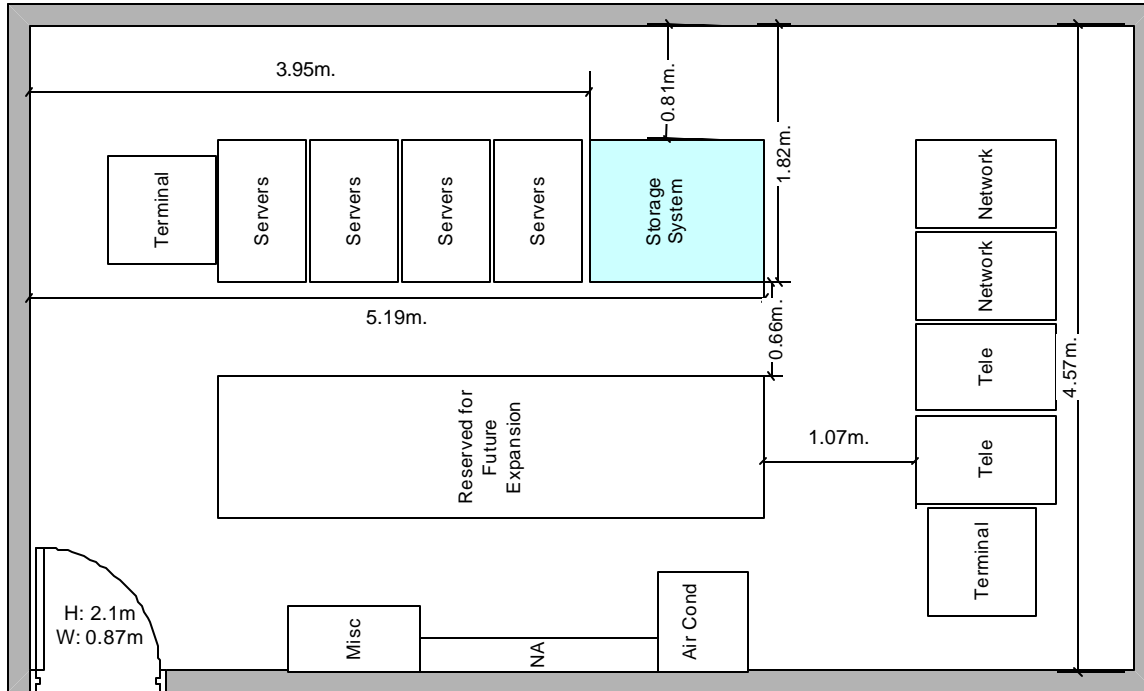 3.95m.
0.81m.
1.82m.
Terminal
Servers
Servers
Servers
Servers
Storage
System
Network
Network
5.19m.
0.66m.
Tele
4.57m.
Reserved for
Future
Expansion
1.07m.
Tele
Terminal
H: 2.1m
W: 0.87m
Misc
NA
Air Cond